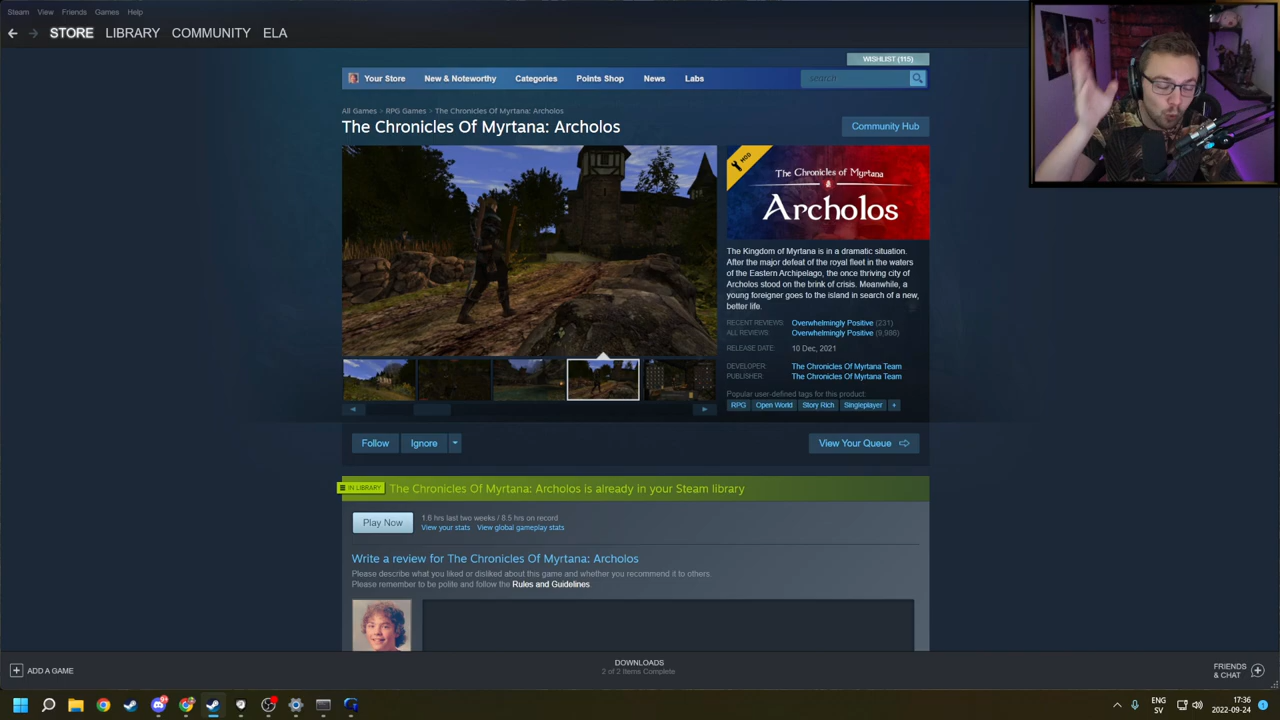 Steam View Friends Games Help
STORE LIBRARY COMMUNITY ELA
WISHLIST (115)
Your Store New & Noteworthy Categories Points Shop News Labs search
All Games > RPG Games > The Chronicles Of Myrtana: Archolos
The Chronicles Of Myrtana: Archolos
Community Hub
MOD
The Chronicles of Myrtana
Archolos
The Kingdom of Myrtana is in a dramatic situation.
After the major defeat of the royal fleet in the waters
of the Eastern Archipelago, the once thriving city of
Archolos stood on the brink of crisis. Meanwhile, a
young foreigner goes to the island in search of a new,
better life.
RECENT REVIEWS: Overwhelmingly Positive (231)
ALL REVIEWS: Overwhelmingly Positive (9,986)
RELEASE DATE: 10 Dec, 2021
DEVELOPER: The Chronicles Of Myrtana Team
PUBLISHER: The Chronicles Of Myrtana Team
Popular user-defined tags for this product:
RPG Open World Story Rich Singleplayer +
Follow Ignore View Your Queue
IN LIBRARY The Chronicles Of Myrtana: Archolos is already in your Steam library
Play Now
1.6 hrs last two weeks / 8.5 hrs on record
View your stats View global gameplay stats
Write a review for The Chronicles Of Myrtana: Archolos
Please describe what you liked or disliked about this game and whether you recommend it to others.
Please remember to be polite and follow the Rules and Guidelines.
ADD A GAME
DOWNLOADS
2 of 2 Items Complete
FRIENDS
& CHAT
ENG
SV
17:36
2022-09-24